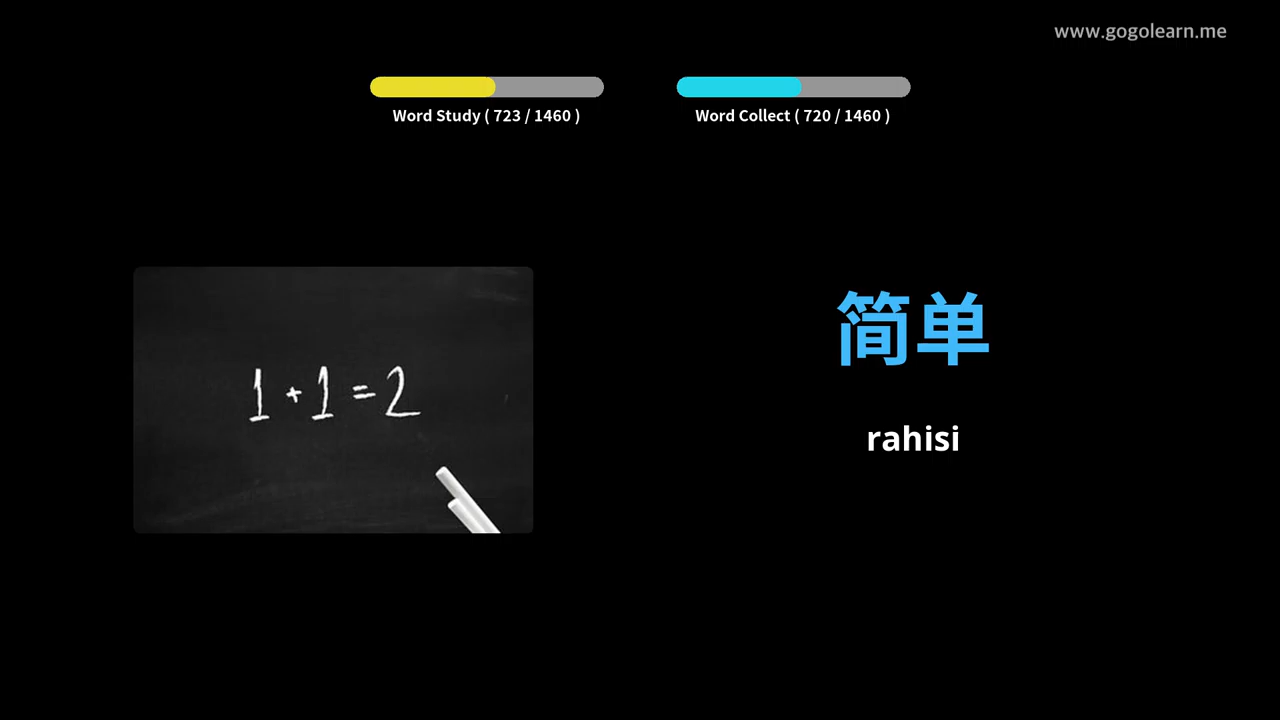 www.gogolearn.me
Word Study ( 723 / 1460 )
Word Collect ( 720 / 1460 )
1 + 1 = 2
简单
rahisi